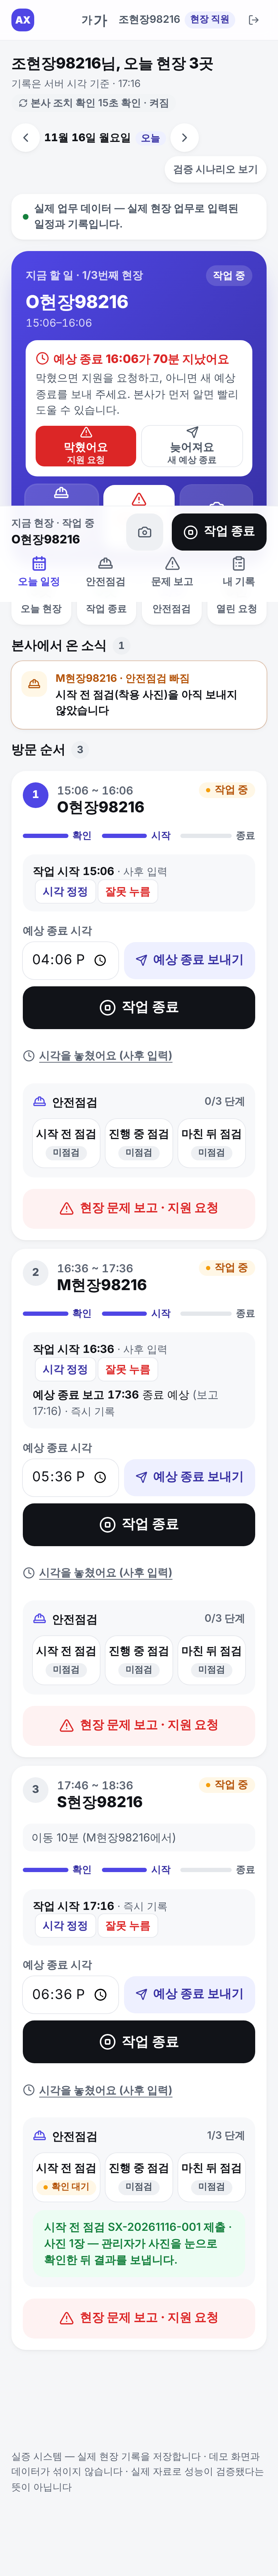 AX
가가
조현장98216
현장 직원
조현장98216님, 오늘 현장 3곳
기록은 서버 시각 기준 · 17:16
본사 조치 확인 15초 확인 · 켜짐
11월 16일 월요일 오늘
검증 시나리오 보기
실제 업무 데이터 — 실제 현장 업무로 입력된
일정과 기록입니다.
지금 할 일 · 1/3번째 현장
작업 중
O현장98216
15:06–16:06
예상 종료 16:06가 70분 지났어요
막혔으면 지원을 요청하고, 아니면 새 예상
종료를 보내 주세요. 본사가 먼저 알면 빨리
도울 수 있습니다.
막혔어요
지원 요청
늦어져요
새 예상 종료
지금 현장 · 작업 중
O현장98216
작업 종료
오늘 일정
안전점검
문제 보고
내 기록
오늘 현장
작업 종료
안전점검
열린 요청
본사에서 온 소식 1
M현장98216 · 안전점검 빠짐
시작 전 점검(착용 사진)을 아직 보내지
않았습니다
방문 순서 3
1
15:06 ~ 16:06
작업 중
O현장98216
확인
시작
종료
작업 시작 15:06 · 사후 입력
시각 정정
잘못 누름
예상 종료 시각
04:06 P
예상 종료 보내기
작업 종료
시각을 놓쳤어요 (사후 입력)
안전점검
0/3 단계
시작 전 점검
진행 중 점검
마친 뒤 점검
미점검
미점검
미점검
현장 문제 보고 · 지원 요청
2
16:36 ~ 17:36
작업 중
M현장98216
확인
시작
종료
작업 시작 16:36 · 사후 입력
시각 정정
잘못 누름
예상 종료 보고 17:36 종료 예상 (보고
17:16) · 즉시 기록
예상 종료 시각
05:36 P
예상 종료 보내기
작업 종료
시각을 놓쳤어요 (사후 입력)
안전점검
0/3 단계
시작 전 점검
진행 중 점검
마친 뒤 점검
미점검
미점검
미점검
현장 문제 보고 · 지원 요청
3
17:46 ~ 18:36
작업 중
S현장98216
이동 10분 (M현장98216에서)
확인
시작
종료
작업 시작 17:16 · 즉시 기록
시각 정정
잘못 누름
예상 종료 시각
06:36 P
예상 종료 보내기
작업 종료
시각을 놓쳤어요 (사후 입력)
안전점검
1/3 단계
시작 전 점검
진행 중 점검
마친 뒤 점검
확인 대기
미점검
미점검
시작 전 점검 SX-20261116-001 제출 ·
사진 1장 — 관리자가 사진을 눈으로
확인한 뒤 결과를 보냅니다.
현장 문제 보고 · 지원 요청
실증 시스템 — 실제 현장 기록을 저장합니다 · 데모 화면과
데이터가 섞이지 않습니다 · 실제 자료로 성능이 검증됐다는
뜻이 아닙니다